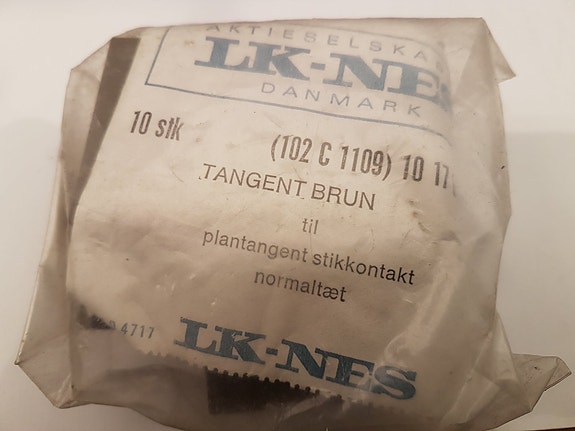 AKTIESELSKA
LK-NES
DANMARK
10 stk (102 C 1109) 10 17
TANGENT BRUN
til
plantangent stikkontakt
normaltæt
4717 LK-NES